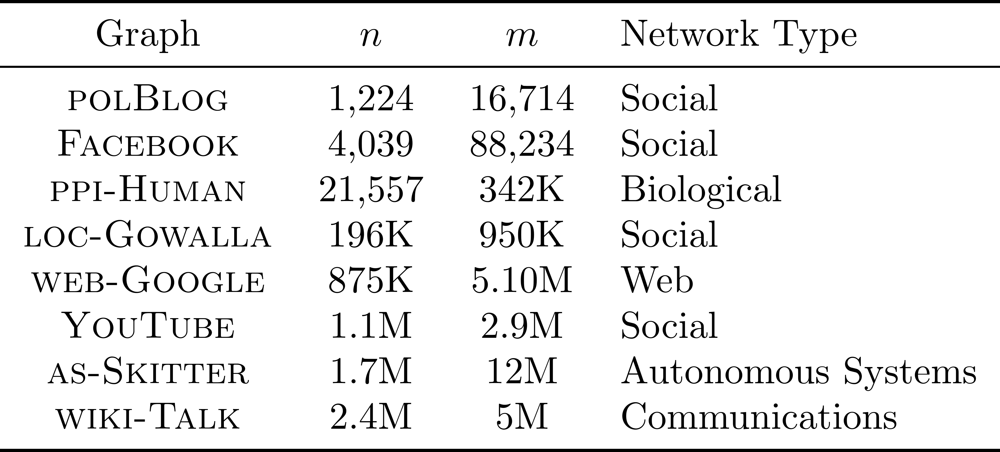 Graph n m Network Type
polBlog 1,224 16,714 Social
Facebook 4,039 88,234 Social
ppi-Human 21,557 342K Biological
loc-Gowalla 196K 950K Social
web-Google 875K 5.10M Web
YouTube 1.1M 2.9M Social
as-Skitter 1.7M 12M Autonomous Systems
wiki-Talk 2.4M 5M Communications